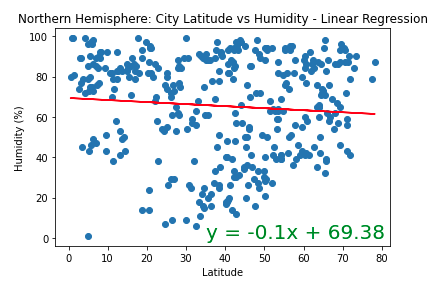 Northern Hemisphere: City Latitude vs Humidity - Linear Regression
100
80
60
40
20
0
Humidity (%)
y = -0.1x + 69.38
0 10 20 30 40 50 60 70 80
Latitude